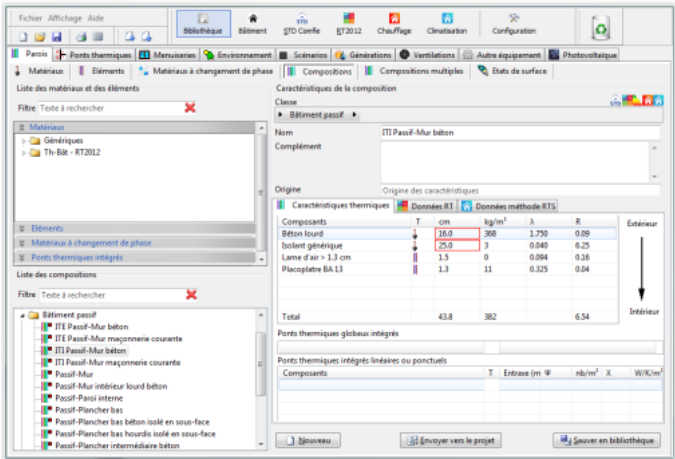 Fichier Affichage Aide
Bibliothèque Bâtiment STD Comfie RT2012 Chauffage Climatisation Configuration
Parois Ponts thermiques Menuiseries Environnement Scénarios Générations Ventilations Autre équipement Photovoltaïque
Matériaux Eléments Matériaux à changement de phase Compositions Compositions multiples Etats de surface
Liste des matériaux et des éléments
Filtre Texte à rechercher
Matériaux
Génériques
Th-Bât - RT2012
Eléments
Matériaux à changement de phase
Ponts thermiques intégrés
Liste des compositions
Filtre Texte à rechercher
Bâtiment passif
ITE Passif-Mur béton
ITE Passif-Mur maçonnerie courante
ITI Passif-Mur béton
ITI Passif-Mur maçonnerie courante
Passif-Mur
Passif-Mur intérieur lourd béton
Passif-Paroi interne
Passif-Plancher bas
Passif-Plancher bas béton isolé en sous-face
Passif-Plancher bas hourdis isolé en sous-face
Passif-Plancher intermédiaire béton
Caractéristiques de la composition
Classe
Bâtiment passif
Nom ITI Passif-Mur béton
Complément
Origine Origine des caractéristiques
Caractéristiques thermiques Données RT Données méthode RTS
Composants T cm kg/m² λ R
Béton lourd 16.0 368 1.750 0.09
Isolant générique 25.0 3 0.040 6.25
Lame d'air > 1.3 cm 1.5 0 0.094 0.16
Placoplatre BA 13 1.3 11 0.325 0.04
Total 43.8 382 6.54
Extérieur
Intérieur
Ponts thermiques globaux intégrés
Ponts thermiques intégrés linéaires ou ponctuels
Composants T Entraxe (m Ψ nb/m² X W/K/m²
Nouveau Envoyer vers le projet Sauver en bibliothèque